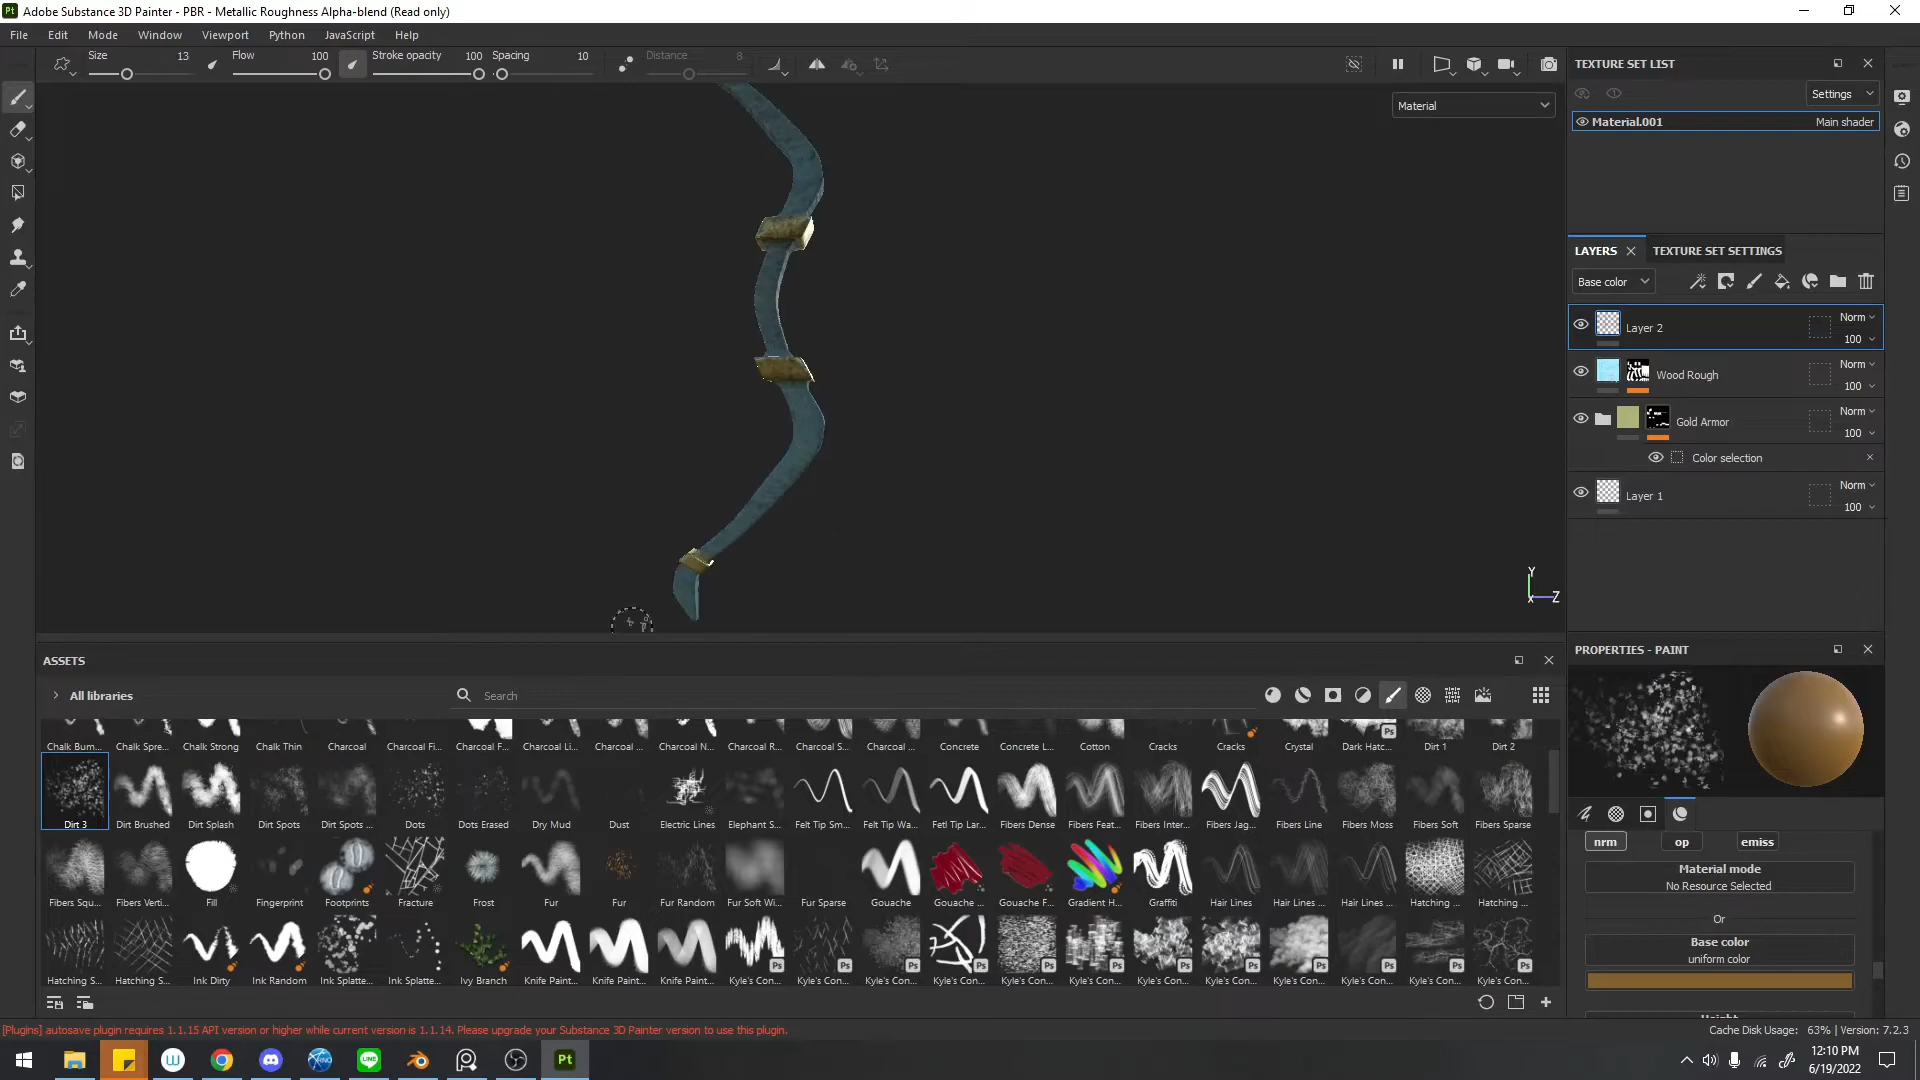 Adobe Substance 3D Painter - PBR - Metallic Roughness Alpha-blend (Read only)
File Edit Mode Window Viewport Python JavaScript Help
Size 13 Flow 100 Stroke opacity 100 Spacing 10 Distance 8
Material
TEXTURE SET LIST
Settings
Material.001 Main shader
LAYERS TEXTURE SET SETTINGS
Base color
Layer 2 Norm 100
Wood Rough Norm 100
Gold Armor Norm 100
Color selection
Layer 1 Norm 100
Y
X Z
PROPERTIES - PAINT
nrm op emiss
Material mode
No Resource Selected
Or
Base color
uniform color
ASSETS
All libraries
Search
Chalk Bum... Chalk Spre... Chalk Strong Chalk Thin Charcoal Charcoal Fi... Charcoal F... Charcoal Li... Charcoal ... Charcoal N... Charcoal R... Charcoal S... Charcoal ... Concrete Concrete L... Cotton Cracks Cracks Crystal Dark Hatc... Dirt 1 Dirt 2
Dirt 3 Dirt Brushed Dirt Splash Dirt Spots Dirt Spots ... Dots Dots Erased Dry Mud Dust Electric Lines Elephant S... Felt Tip Sm... Felt Tip Wa... Fetl Tip Lar... Fibers Dense Fibers Feat... Fibers Inter... Fibers Jag... Fibers Line Fibers Moss Fibers Soft Fibers Sparse
Fibers Squ... Fibers Verti... Fill Fingerprint Footprints Fracture Frost Fur Fur Fur Random Fur Soft Wi... Fur Sparse Gouache Gouache ... Gouache F... Gradient H... Graffiti Hair Lines Hair Lines ... Hair Lines ... Hatching ... Hatching ...
Hatching S... Hatching S... Ink Dirty Ink Random Ink Splatte... Ink Splatte... Ivy Branch Knife Paint... Knife Paint... Knife Paint... Kyle's Con... Kyle's Con... Kyle's Con... Kyle's Con... Kyle's Con... Kyle's Con... Kyle's Con... Kyle's Con... Kyle's Con... Kyle's Con... Kyle's Con... Kyle's Con...
[Plugins] autosave plugin requires 1.1.15 API version or higher while current version is 1.1.14. Please upgrade your Substance 3D Painter version to use this plugin.
Cache Disk Usage: 63% | Version: 7.2.3
12:10 PM
6/19/2022